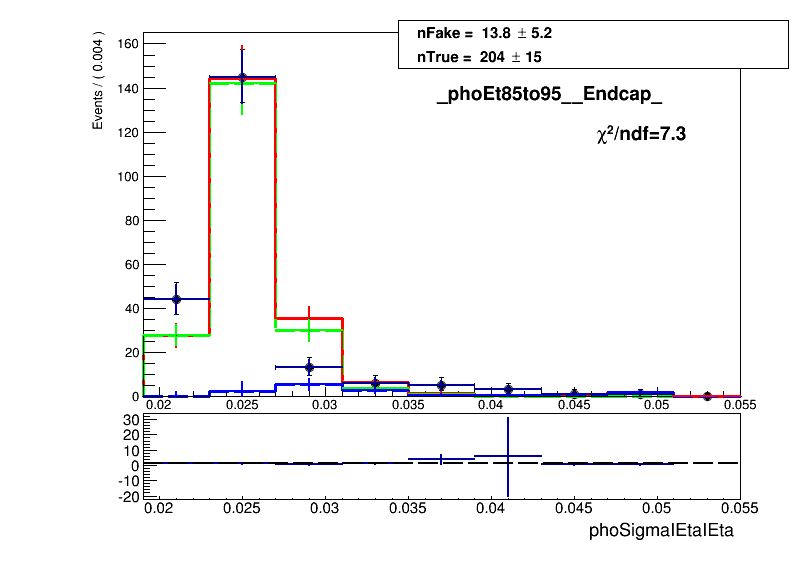 nFake = 13.8 ± 5.2
nTrue = 204 ± 15
_phoEt85to95__Endcap_
χ²/ndf=7.3
Events / ( 0.004 )
160
140
120
100
80
60
40
20
0
0.02 0.025 0.03 0.035 0.04 0.045 0.05 0.055
30
20
10
0
-10
-20
0.02 0.025 0.03 0.035 0.04 0.045 0.05 0.055
phoSigmaIEtaIEta